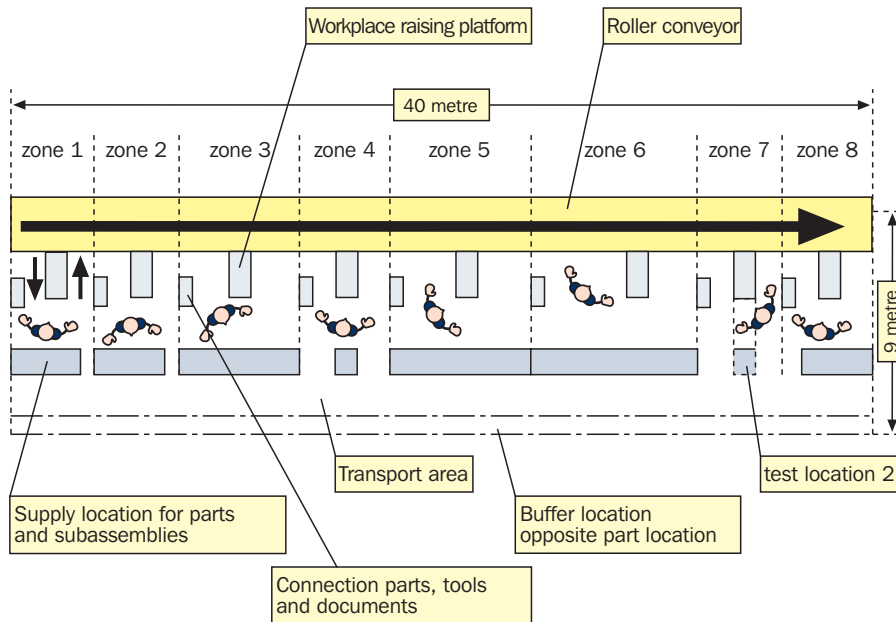 Workplace raising platform
Roller conveyor
40 metre
zone 1
zone 2
zone 3
zone 4
zone 5
zone 6
zone 7
zone 8
9 metre
Transport area
test location 2
Supply location for parts
and subassemblies
Buffer location
opposite part location
Connection parts, tools
and documents